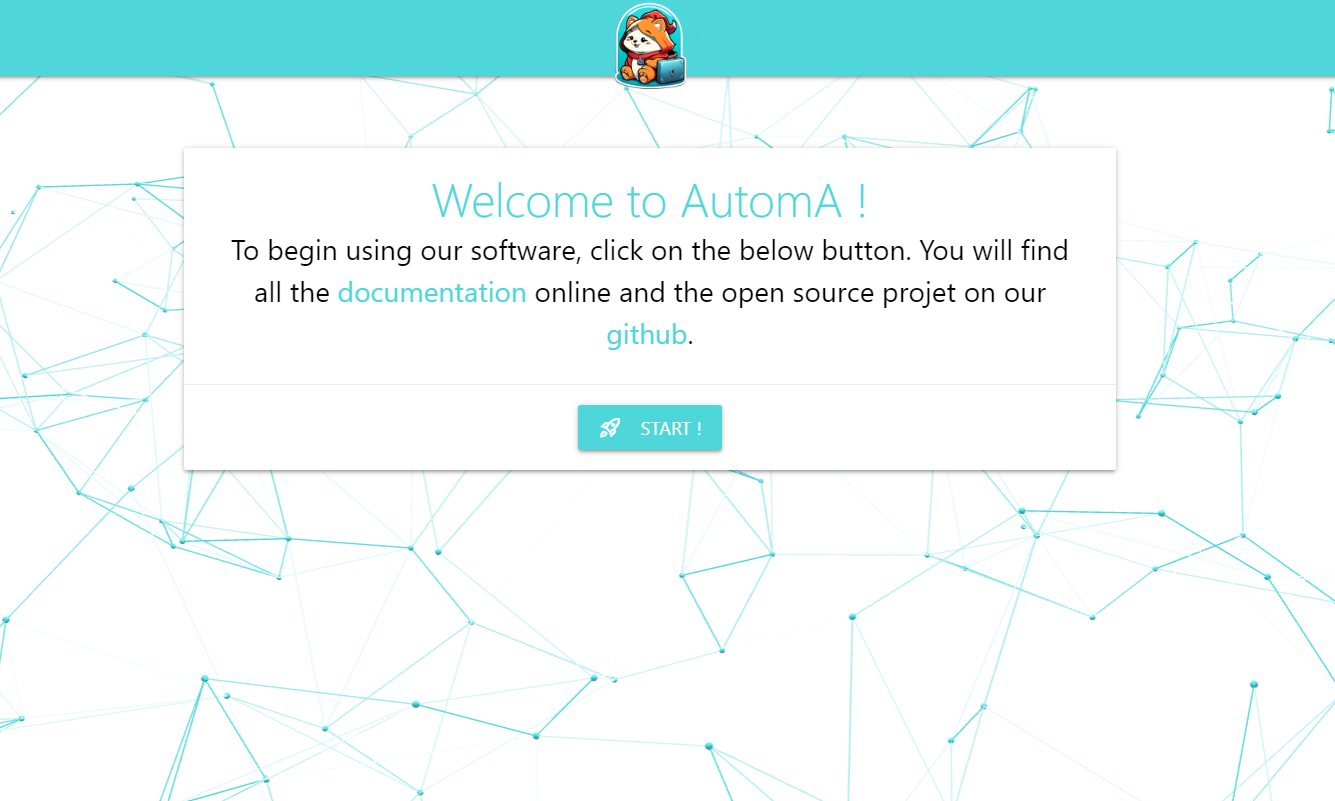 Welcome to AutomA !
To begin using our software, click on the below button. You will find
all the documentation online and the open source projet on our
github.
START !